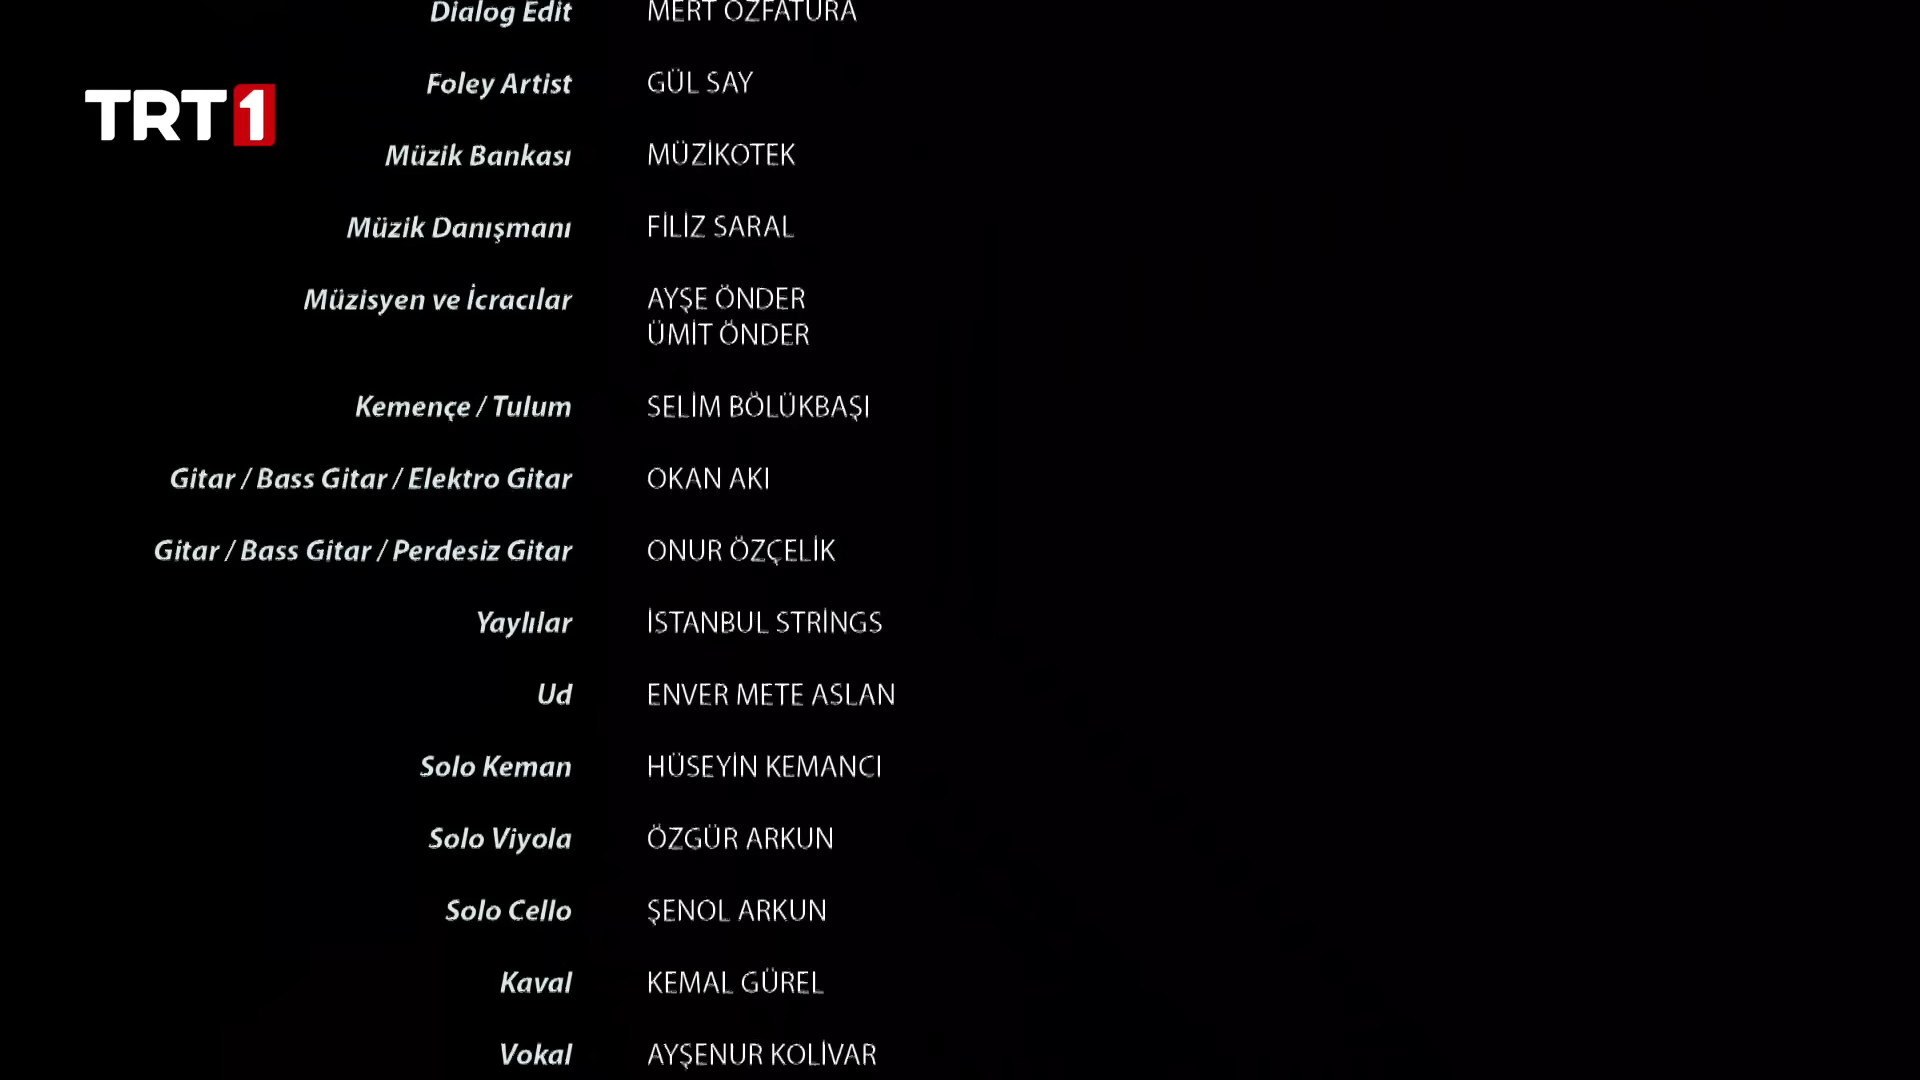 Dialog Edit MERT ÖZFATURA
Foley Artist GÜL SAY
TRT 1
Müzik Bankası MÜZİKOTEK
Müzik Danışmanı FİLİZ SARAL
Müzisyen ve İcracılar AYŞE ÖNDER
ÜMİT ÖNDER
Kemençe / Tulum SELİM BÖLÜKBAŞI
Gitar / Bass Gitar / Elektro Gitar OKAN AKI
Gitar / Bass Gitar / Perdesiz Gitar ONUR ÖZÇELİK
Yaylılar İSTANBUL STRİNGS
Ud ENVER METE ASLAN
Solo Keman HÜSEYİN KEMANCI
Solo Viyola ÖZGÜR ARKUN
Solo Cello ŞENOL ARKUN
Kaval KEMAL GÜREL
Vokal AYŞENUR KOLİVAR